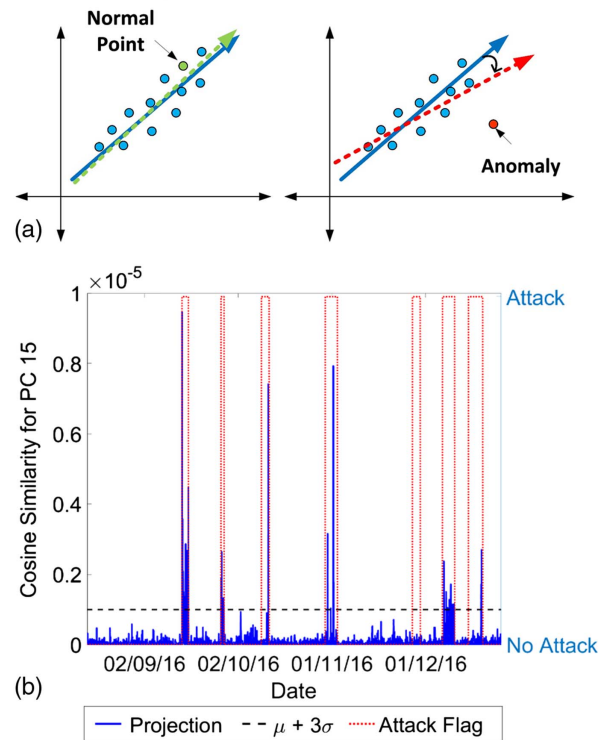 Normal
Point
Anomaly
(a)
1 ×10^-5
Attack
0.8
0.6
0.4
0.2
0
No Attack
Cosine Similarity for PC 15
02/09/16 02/10/16 01/11/16 01/12/16
(b)
Date
Projection μ + 3σ Attack Flag